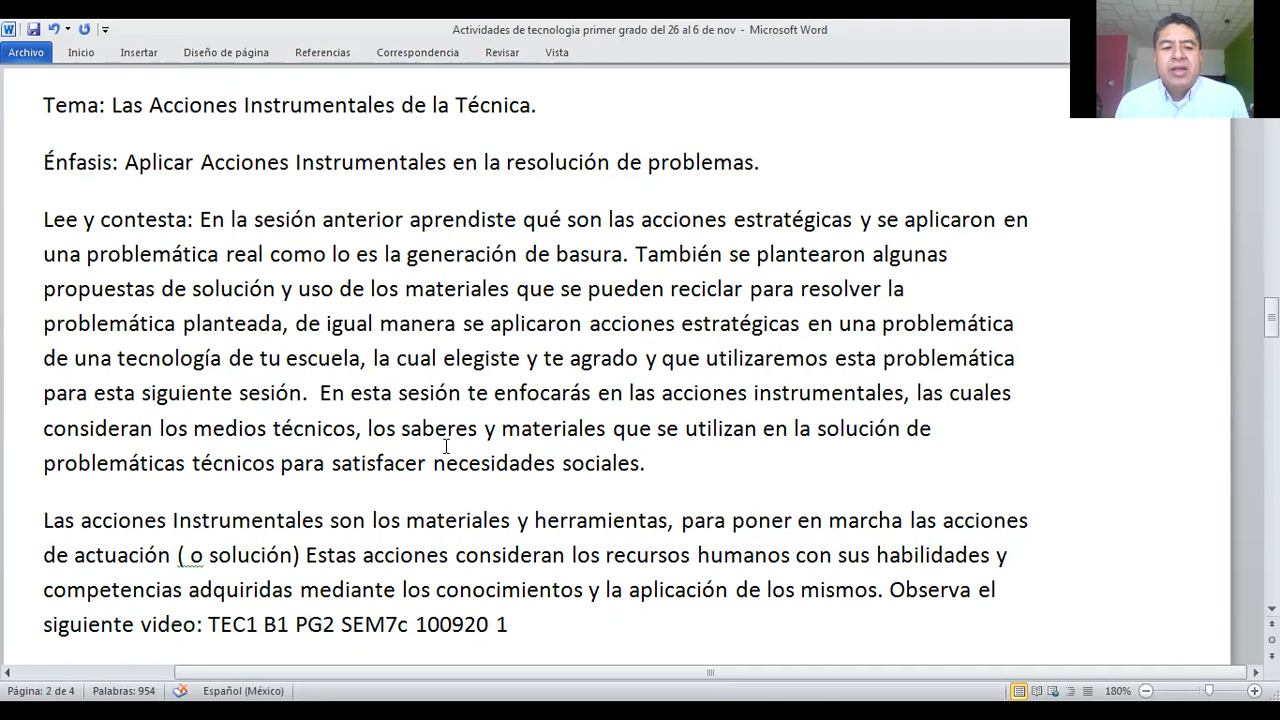 Actividades de tecnologia primer grado del 26 al 6 de nov - Microsoft Word
Archivo Inicio Insertar Diseño de página Referencias Correspondencia Revisar Vista
Tema: Las Acciones Instrumentales de la Técnica.
Énfasis: Aplicar Acciones Instrumentales en la resolución de problemas.
Lee y contesta: En la sesión anterior aprendiste qué son las acciones estratégicas y se aplicaron en
una problemática real como lo es la generación de basura. También se plantearon algunas
propuestas de solución y uso de los materiales que se pueden reciclar para resolver la
problemática planteada, de igual manera se aplicaron acciones estratégicas en una problemática
de una tecnología de tu escuela, la cual elegiste y te agrado y que utilizaremos esta problemática
para esta siguiente sesión.  En esta sesión te enfocarás en las acciones instrumentales, las cuales
consideran los medios técnicos, los saberes y materiales que se utilizan en la solución de
problemáticas técnicos para satisfacer necesidades sociales.
Las acciones Instrumentales son los materiales y herramientas, para poner en marcha las acciones
de actuación ( o solución) Estas acciones consideran los recursos humanos con sus habilidades y
competencias adquiridas mediante los conocimientos y la aplicación de los mismos. Observa el
siguiente video: TEC1 B1 PG2 SEM7c 100920 1
Página: 2 de 4 Palabras: 954 Español (México) 180%